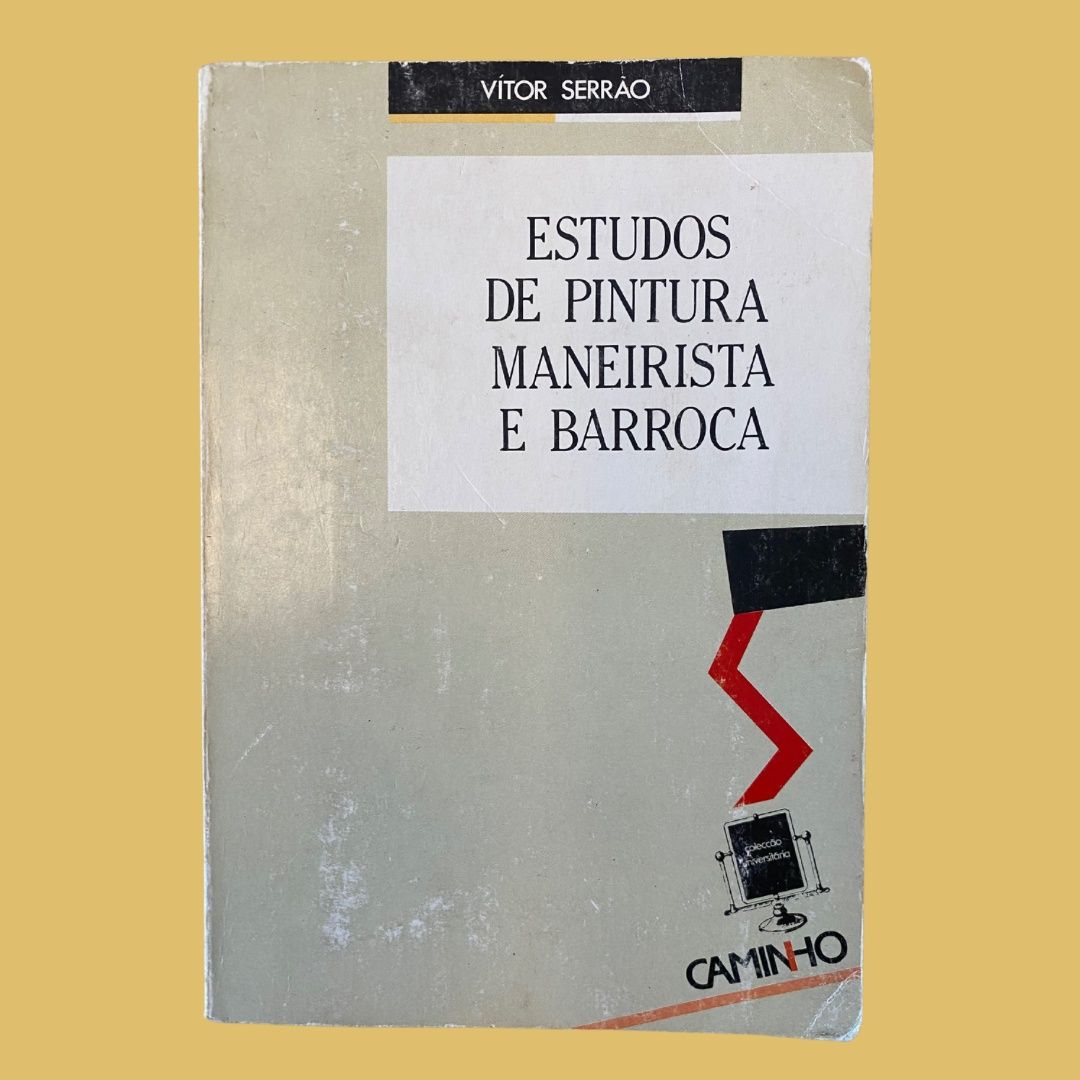 VÍTOR SERRÃO
ESTUDOS
DE PINTURA
MANEIRISTA
E BARROCA
colecção
universitária
CAMINHO